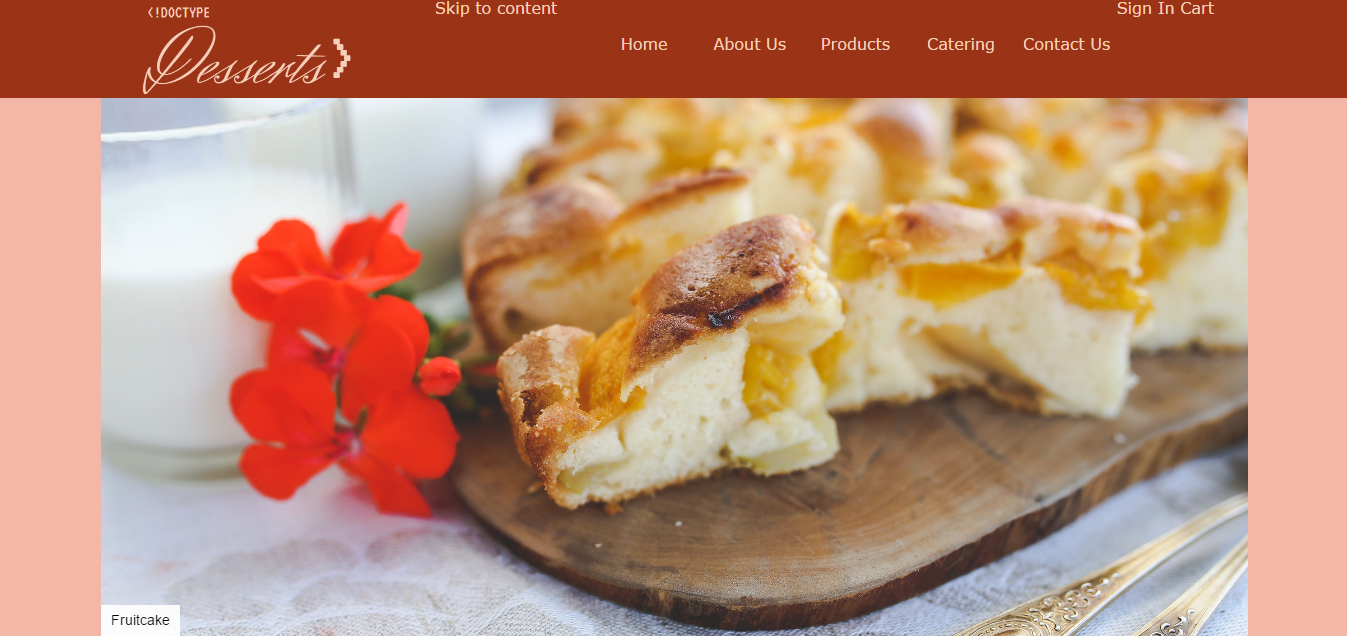 <!DOCTYPE
Desserts
Skip to content
Sign In Cart
Home About Us Products Catering Contact Us
Fruitcake